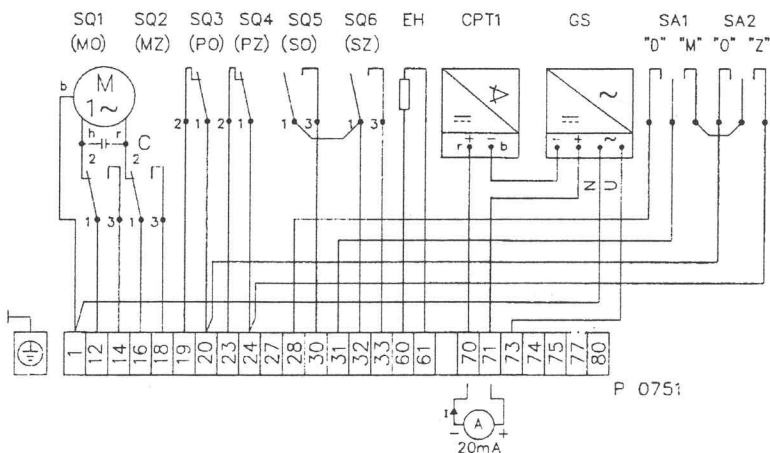 SQ1 SQ2 SQ3 SQ4 SQ5 SQ6 EH CPT1 GS SA1 SA2
(MO) (MZ) (PO) (PZ) (SO) (SZ) "D" "M" "O" "Z"
b M
1~ ~
2 1 2 1 1 3 1 3
h r C r + - b - + ~
2 2 N U
1 3 1 3
1 12 14 16 18 19 20 23 24 27 28 30 31 32 33 60 61 70 71 73 74 75 77 80
P 0751
I A
- +
20mA